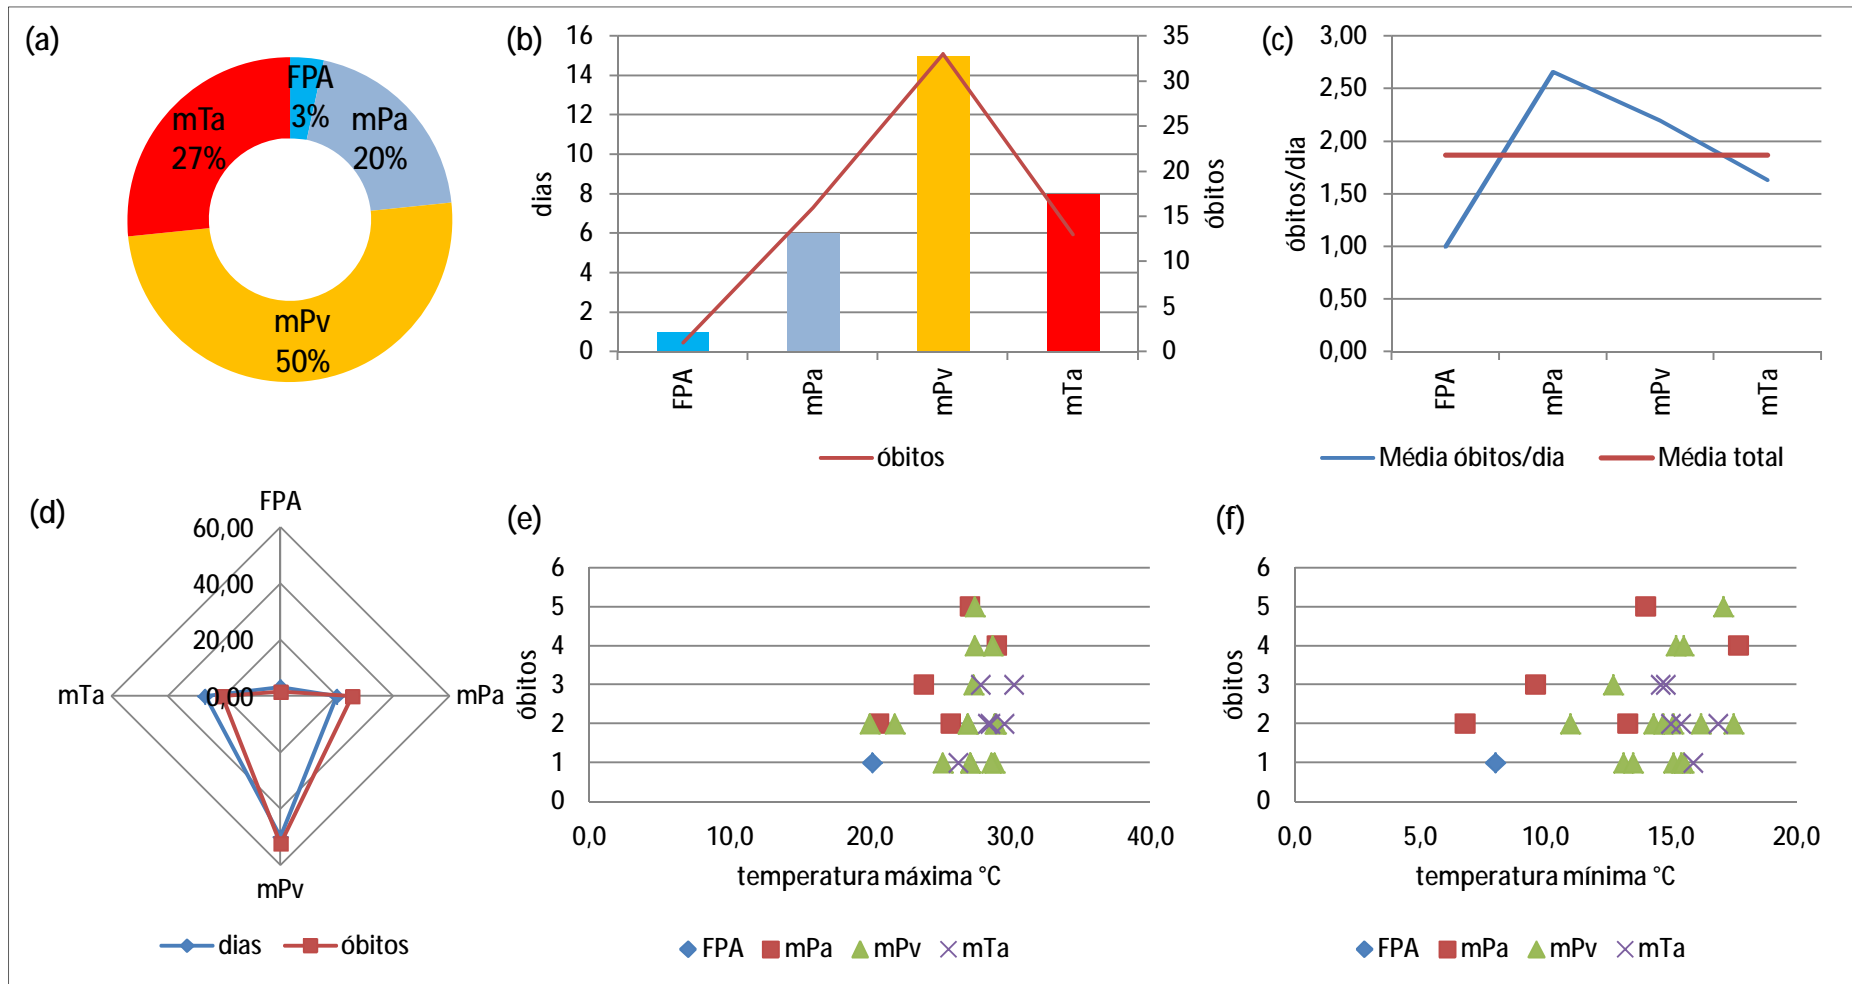 (a)
FPA
3%
mPa
20%
mPv
50%
mTa
27%
(b)
dias
16
14
12
10
8
6
4
2
0
35
30
25
20
15
10
5
0
óbitos
FPA
mPa
mPv
mTa
óbitos
(c)
óbitos/dia
3,00
2,50
2,00
1,50
1,00
0,50
0,00
FPA
mPa
mPv
mTa
Média óbitos/dia
Média total
(d)
FPA
60,00
40,00
20,00
0,00
mTa
mPa
mPv
dias
óbitos
(e)
óbitos
6
5
4
3
2
1
0
0,0
10,0
20,0
30,0
40,0
temperatura máxima °C
FPA
mPa
mPv
mTa
(f)
óbitos
6
5
4
3
2
1
0
0,0
5,0
10,0
15,0
20,0
temperatura mínima °C
FPA
mPa
mPv
mTa